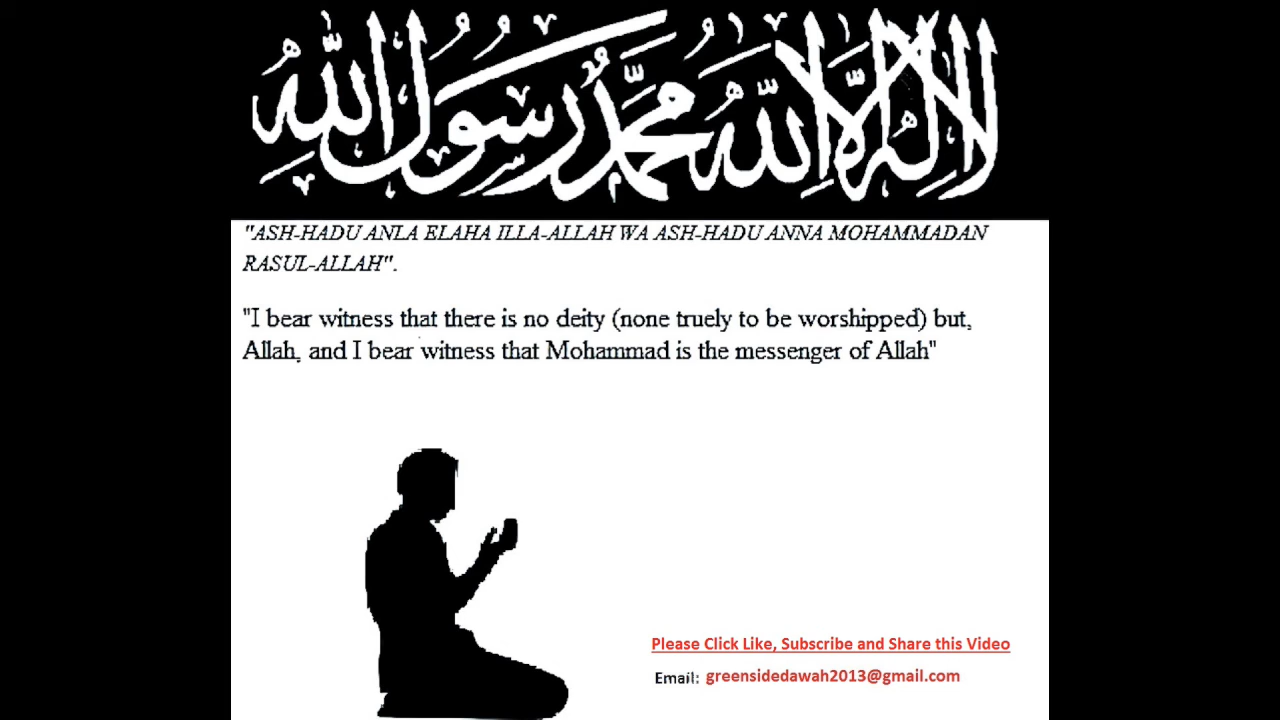 لا إله إلا الله محمد رسول الله
"ASH-HADU ANLA ELAHA ILLA-ALLAH WA ASH-HADU ANNA MOHAMMADAN
RASUL-ALLAH".
"I bear witness that there is no deity (none truely to be worshipped) but,
Allah, and I bear witness that Mohammad is the messenger of Allah"
Please Click Like, Subscribe and Share this Video
Email: greensidedawah2013@gmail.com